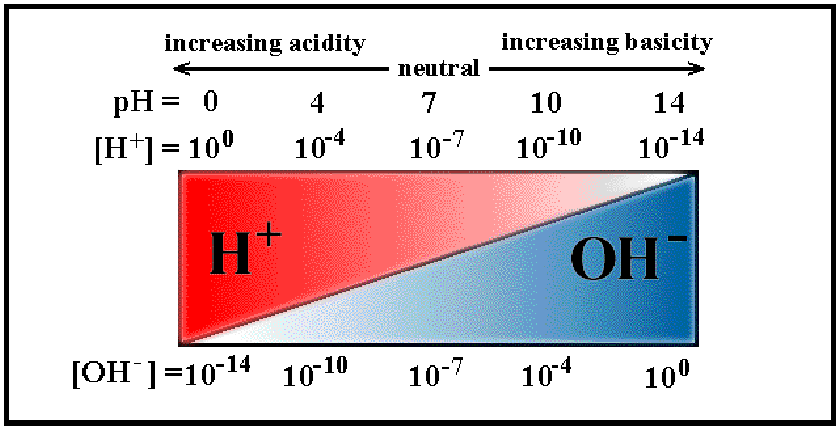 increasing acidity increasing basicity
neutral
pH = 0 4 7 10 14
[H⁺] = 10⁰ 10⁻⁴ 10⁻⁷ 10⁻¹⁰ 10⁻¹⁴
H⁺ OH⁻
[OH⁻] =10⁻¹⁴ 10⁻¹⁰ 10⁻⁷ 10⁻⁴ 10⁰